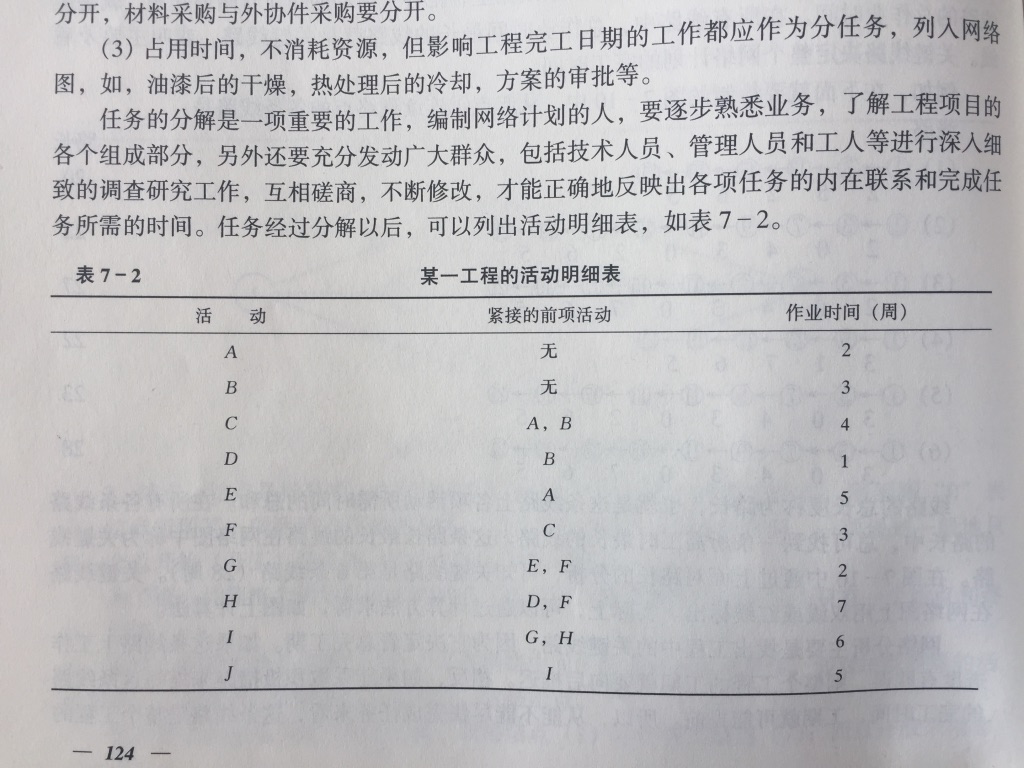 分开，材料采购与外协件采购要分开。
(3) 占用时间，不消耗资源，但影响工程完工日期的工作都应作为分任务，列入网络
图，如，油漆后的干燥，热处理后的冷却，方案的审批等。
任务的分解是一项重要的工作，编制网络计划的人，要逐步熟悉业务，了解工程项目的
各个组成部分，另外还要充分发动广大群众，包括技术人员、管理人员和工人等进行深入细
致的调查研究工作，互相磋商，不断修改，才能正确地反映出各项任务的内在联系和完成任
务所需的时间。任务经过分解以后，可以列出活动明细表，如表 7-2。
表 7-2 某一工程的活动明细表
活 动 紧接的前项活动 作业时间（周）
A 无 2
B 无 3
C A, B 4
D B 1
E A 5
F C 3
G E, F 2
H D, F 7
I G, H 6
J I 5
— 124 —